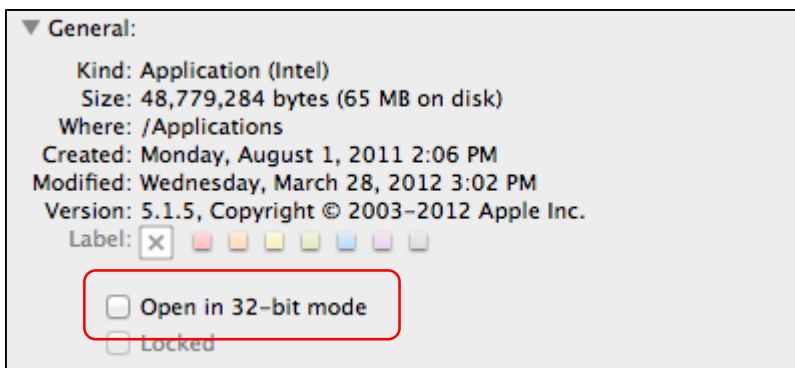 General:
Kind: Application (Intel)
Size: 48,779,284 bytes (65 MB on disk)
Where: /Applications
Created: Monday, August 1, 2011 2:06 PM
Modified: Wednesday, March 28, 2012 3:02 PM
Version: 5.1.5, Copyright © 2003–2012 Apple Inc.
Label:
Open in 32-bit mode
Locked